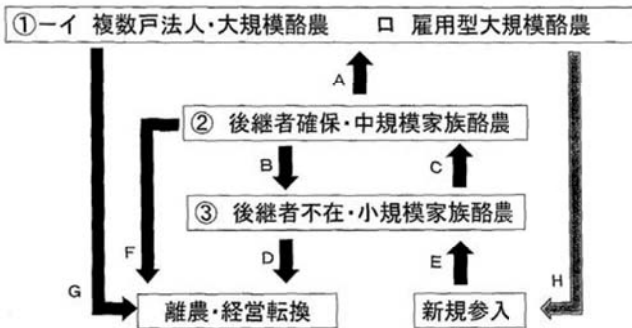 ①ーイ 複数戸法人・大規模酪農 ロ 雇用型大規模酪農
A
② 後継者確保・中規模家族酪農
B
C
③ 後継者不在・小規模家族酪農
F
D
E
G
H
離農・経営転換
新規参入